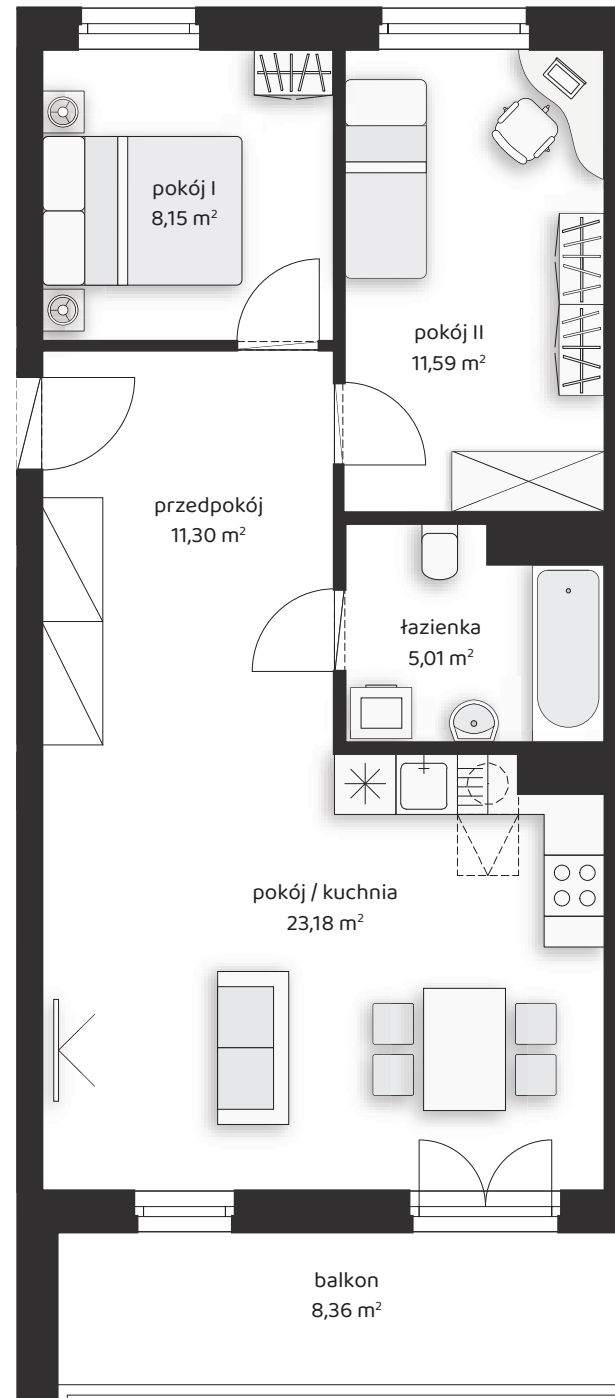 pokój I
8,15 m²
pokój II
11,59 m²
przedpokój
11,30 m²
łazienka
5,01 m²
pokój / kuchnia
23,18 m²
balkon
8,36 m²